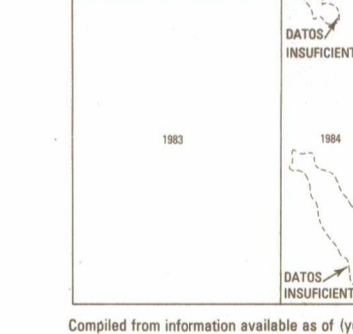 DATOS
INSUFICIENT
1983
1984
DATOS
INSUFICIENT
Compiled from information available as of